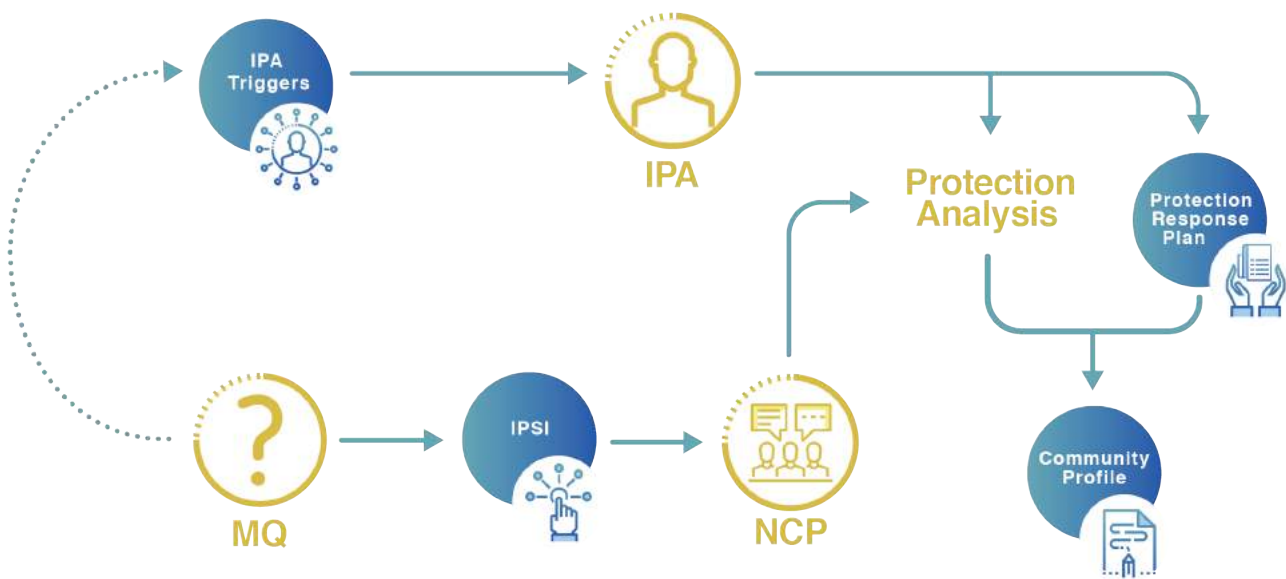 IPA
Triggers
IPA
Protection
Analysis
Protection
Response
Plan
MQ
IPSI
NCP
Community
Profile